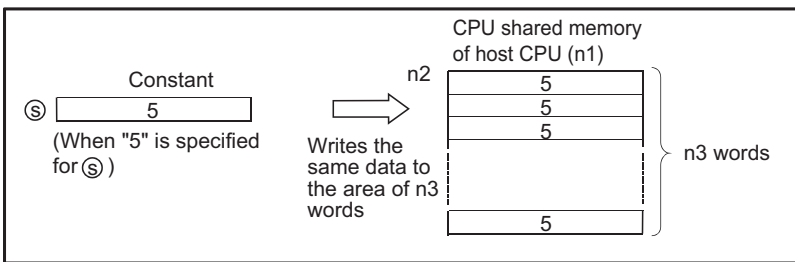 Constant
Ⓢ 5
(When "5" is specified
for Ⓢ )
Writes the
same data to
the area of n3
words
CPU shared memory
of host CPU (n1)
n2
5
5
5
5
n3 words